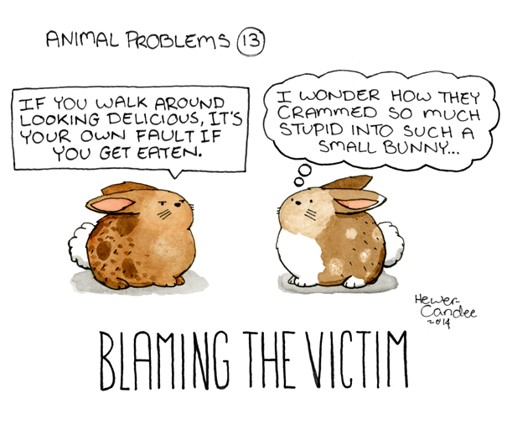 ANIMAL PROBLEMS 13
IF YOU WALK AROUND
LOOKING DELICIOUS, IT'S
YOUR OWN FAULT IF
YOU GET EATEN.
I WONDER HOW THEY
CRAMMED SO MUCH
STUPID INTO SUCH A
SMALL BUNNY...
Hewer-
Candee
2014
BLAMING THE VICTIM